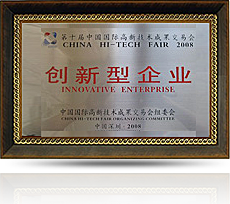 第十届中国国际高新技术成果交易会
CHINA HI-TECH FAIR 2008
创新型企业
INNOVATIVE ENTERPRISE
中国国际高新技术成果交易会组委会
CHINA HI-TECH FAIR ORGANIZING COMMITTEE
中国深圳·2008